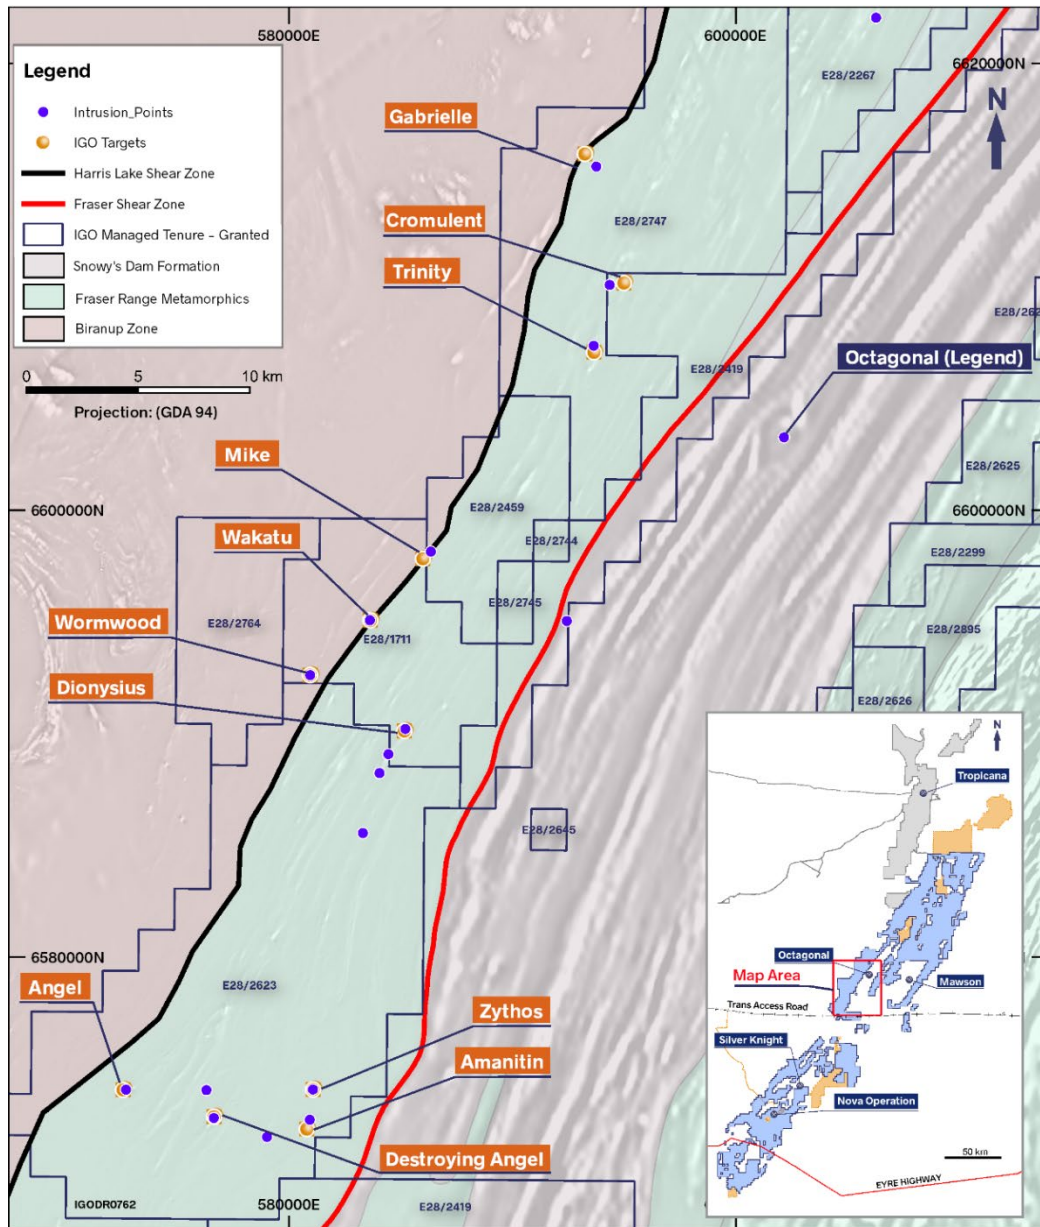 580000E
600000E
6620000N
E28/2267
Legend
Intrusion_Points
IGO Targets
Harris Lake Shear Zone
Fraser Shear Zone
IGO Managed Tenure – Granted
Snowy's Dam Formation
Fraser Range Metamorphics
Biranup Zone
0 5 10 km
Projection: (GDA 94)
N
Gabrielle
Cromulent
E28/2747
Trinity
Octagonal (Legend)
E28/2419
Mike
E28/2625
E28/2459
6600000N
6600000N
Wakatu
E28/2744
E28/2299
E28/2745
Wormwood
E28/2764
E28/1711
E28/2895
Dionysius
E28/2626
E28/2645
6580000N
Angel
E28/2623
Zythos
Amanitin
Destroying Angel
IGODR0762
580000E
E28/2419
N
Tropicana
Octagonal
Map Area
Mawson
Trans Access Road
Silver Knight
Nova Operation
50 km
EYRE HIGHWAY